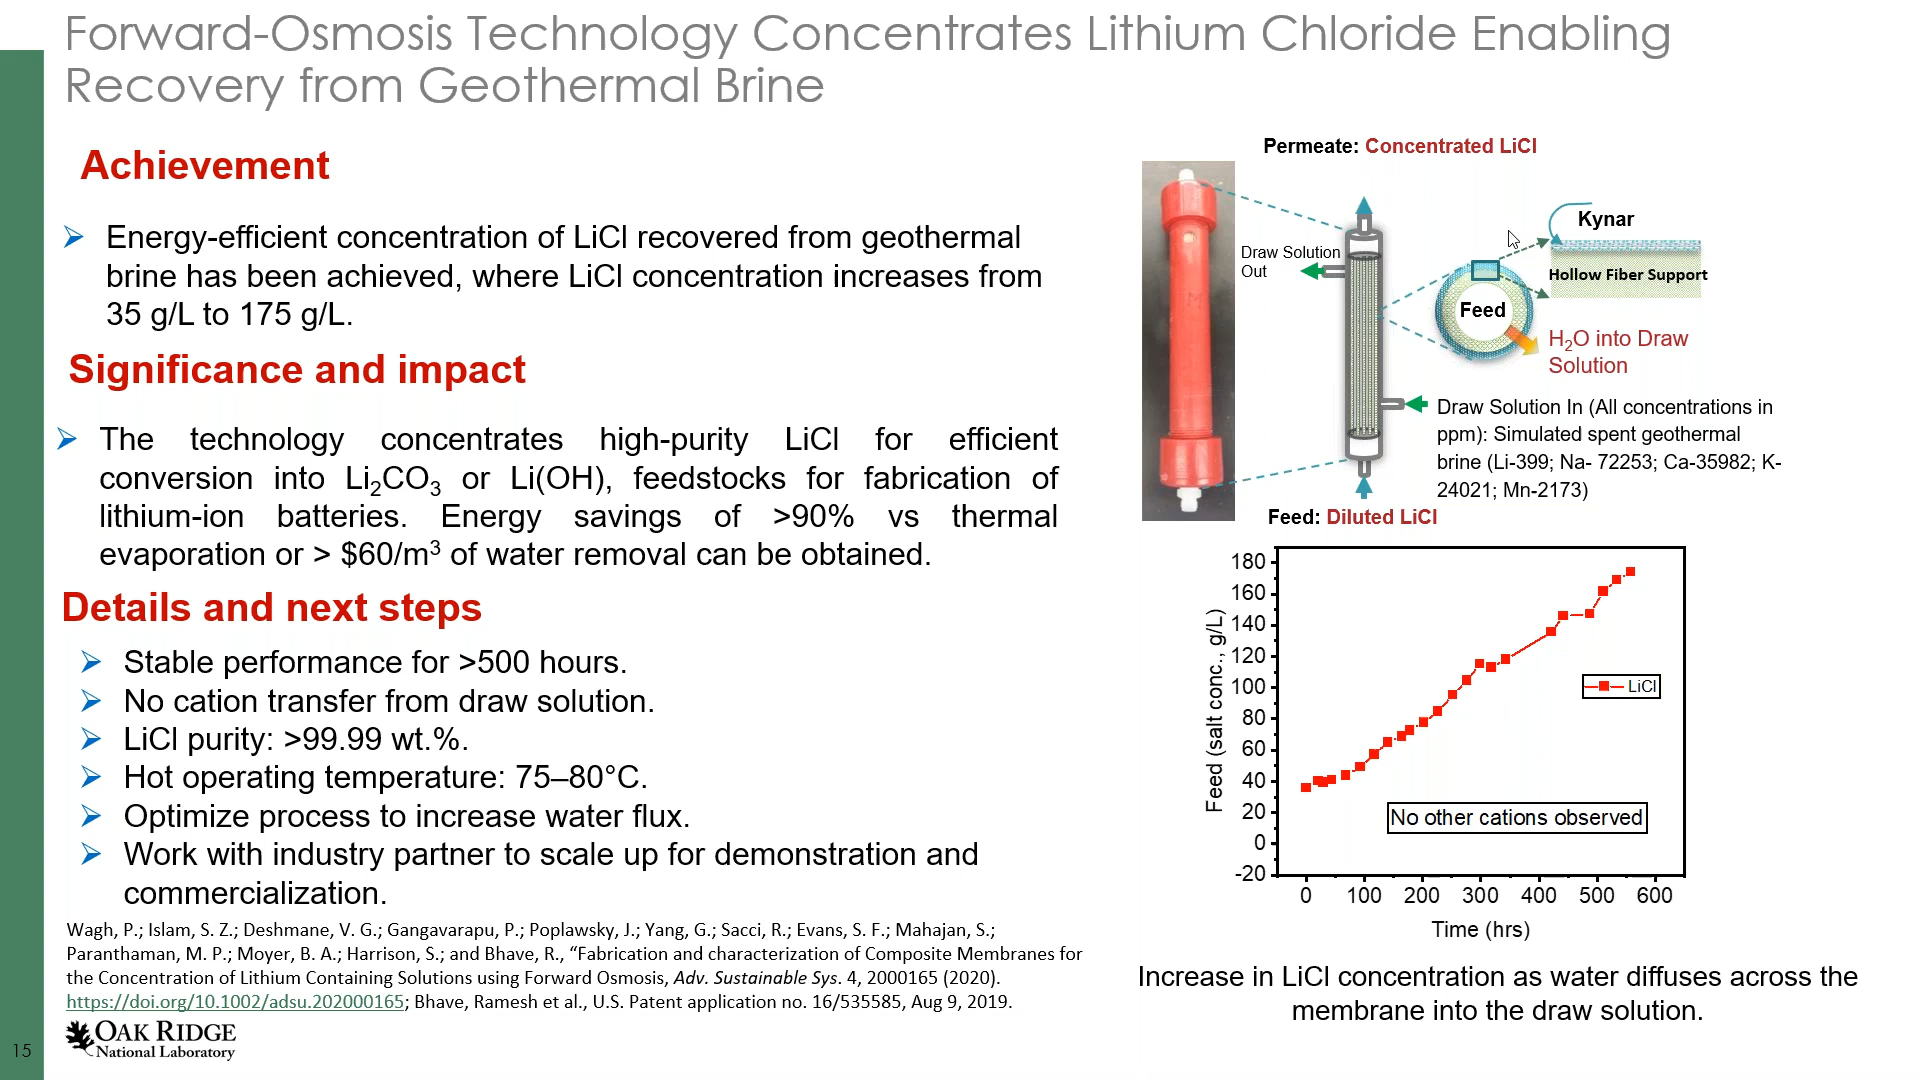 Forward-Osmosis Technology Concentrates Lithium Chloride Enabling
Recovery from Geothermal Brine
Achievement
Energy-efficient concentration of LiCl recovered from geothermal
brine has been achieved, where LiCl concentration increases from
35 g/L to 175 g/L.
Significance and impact
The technology concentrates high-purity LiCl for efficient
conversion into Li₂CO₃ or Li(OH), feedstocks for fabrication of
lithium-ion batteries. Energy savings of >90% vs thermal
evaporation or > $60/m³ of water removal can be obtained.
Details and next steps
Stable performance for >500 hours.
No cation transfer from draw solution.
LiCl purity: >99.99 wt.%.
Hot operating temperature: 75–80°C.
Optimize process to increase water flux.
Work with industry partner to scale up for demonstration and
commercialization.
Wagh, P.; Islam, S. Z.; Deshmane, V. G.; Gangavarapu, P.; Poplawsky, J.; Yang, G.; Sacci, R.; Evans, S. F.; Mahajan, S.;
Paranthaman, M. P.; Moyer, B. A.; Harrison, S.; and Bhave, R., “Fabrication and characterization of Composite Membranes for
the Concentration of Lithium Containing Solutions using Forward Osmosis, Adv. Sustainable Sys. 4, 2000165 (2020).
https://doi.org/10.1002/adsu.202000165; Bhave, Ramesh et al., U.S. Patent application no. 16/535585, Aug 9, 2019.
OAK RIDGE
National Laboratory
15
Permeate: Concentrated LiCl
Draw Solution
Out
Kynar
Hollow Fiber Support
Feed
H₂O into Draw
Solution
Draw Solution In (All concentrations in
ppm): Simulated spent geothermal
brine (Li-399; Na- 72253; Ca-35982; K-
24021; Mn-2173)
Feed: Diluted LiCl
Feed (salt conc., g/L)
180
160
140
120
100
80
60
40
20
0
-20
LiCl
No other cations observed
0 100 200 300 400 500 600
Time (hrs)
Increase in LiCl concentration as water diffuses across the
membrane into the draw solution.